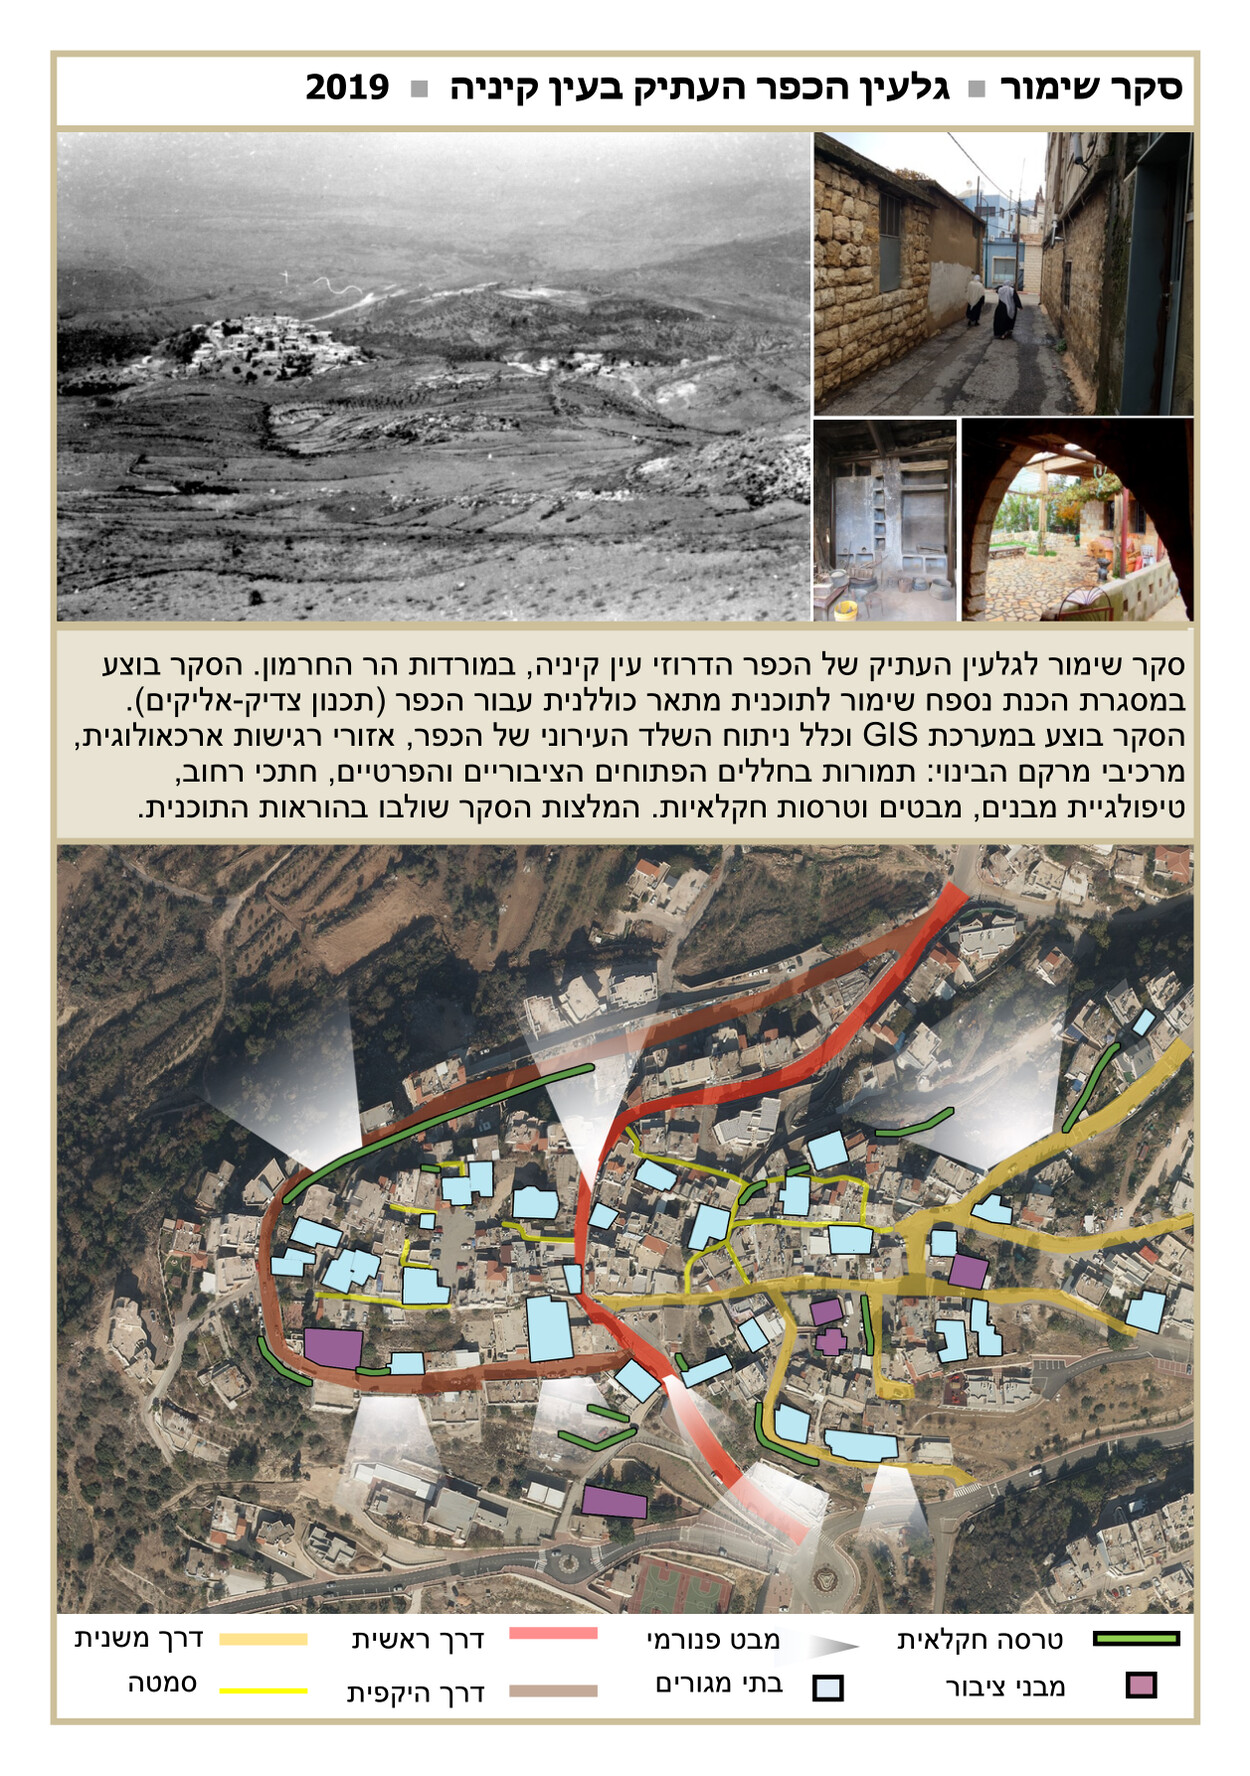 סקר שימור ■ גלעין הכפר העתיק בעין קיניה ■ 2019
סקר שימור לגלעין העתיק של הכפר הדרוזי עין קיניה, במורדות הר החרמון. הסקר בוצע
במסגרת הכנת נספח שימור לתוכנית מתאר כוללנית עבור הכפר (תכנון צדיק-אליקים).
הסקר בוצע במערכת GIS וכלל ניתוח השלד העירוני של הכפר, אזורי רגישות ארכאולוגית,
מרכיבי מרקם הבינוי: תמורות בחללים הפתוחים הציבוריים והפרטיים, חתכי רחוב,
טיפולגיית מבנים, מבטים וטרסות חקלאיות. המלצות הסקר שולבו בהוראות התוכנית.
טרסה חקלאית מבט פנורמי דרך ראשית דרך משנית
מבני ציבור בתי מגורים דרך היקפית סמטה